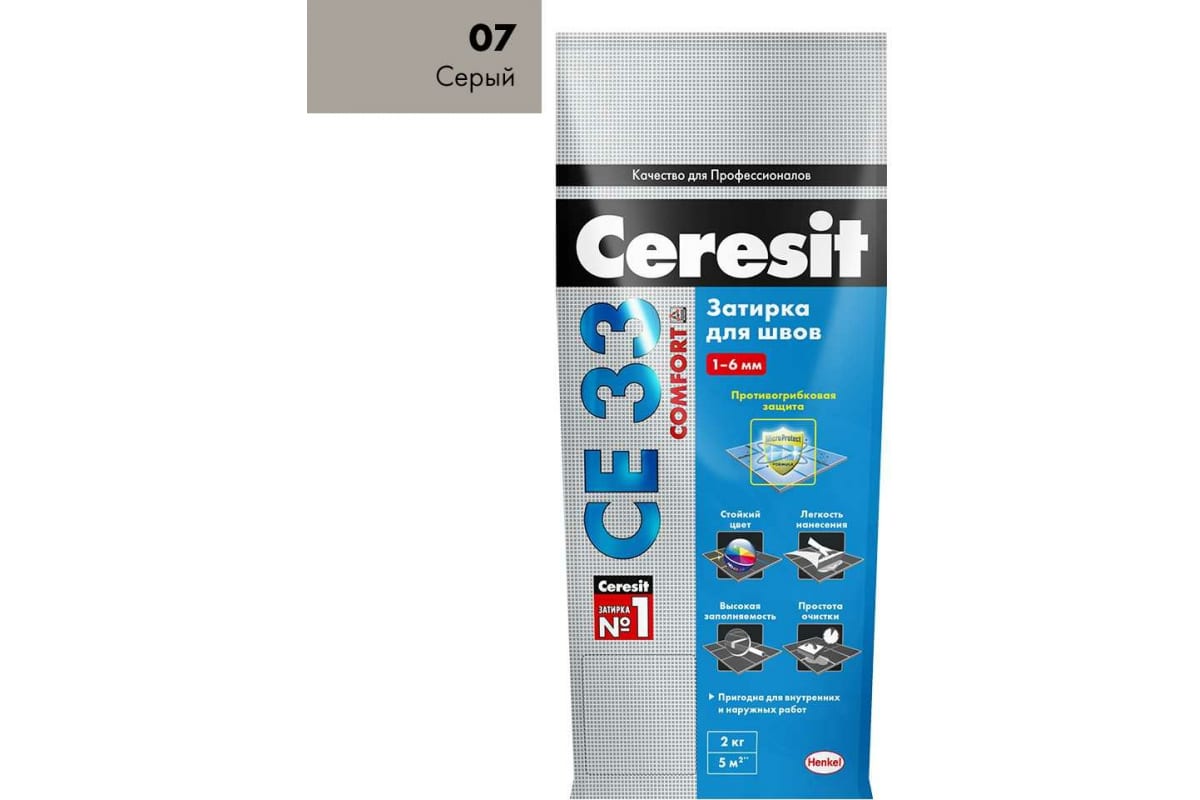 07
Серый
Качество для Профессионалов
Ceresit
CE 33
COMFORT
Затирка
для швов
1-6 мм
Противогрибковая
защита
MicroProtect
FORMULA
Стойкий
цвет
Легкость
нанесения
Высокая
заполняемость
Простота
очистки
Ceresit
ЗАТИРКА
№1
Пригодна для внутренних
и наружных работ
2 кг
5 м²**
Henkel